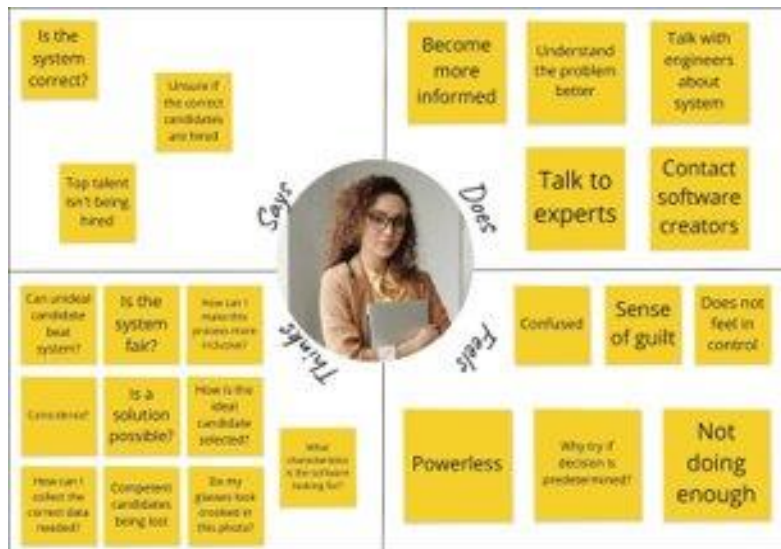 Is the
system
correct?
Unsure if
the correct
candidates
are hired
Top talent
isn't being
hired
Says
Become
more
informed
Understand
the problem
better
Talk with
engineers
about
system
Talk to
experts
Contact
software
creators
Does
Can unideal
candidate
beat
system?
Is the
system
fair?
How can I
make this
process more
inclusive?
Is a
solution
possible?
How is the
ideal
candidate
selected?
How can I
collect the
correct data
needed?
Competent
candidates
being lost
Do my
glasses look
crooked in
this photo?
What
characteristics
is the software
looking for?
Thinks
Confused
Sense
of guilt
Does not
feel in
control
Powerless
Why try if
decision is
predetermined?
Not
doing
enough
Feels